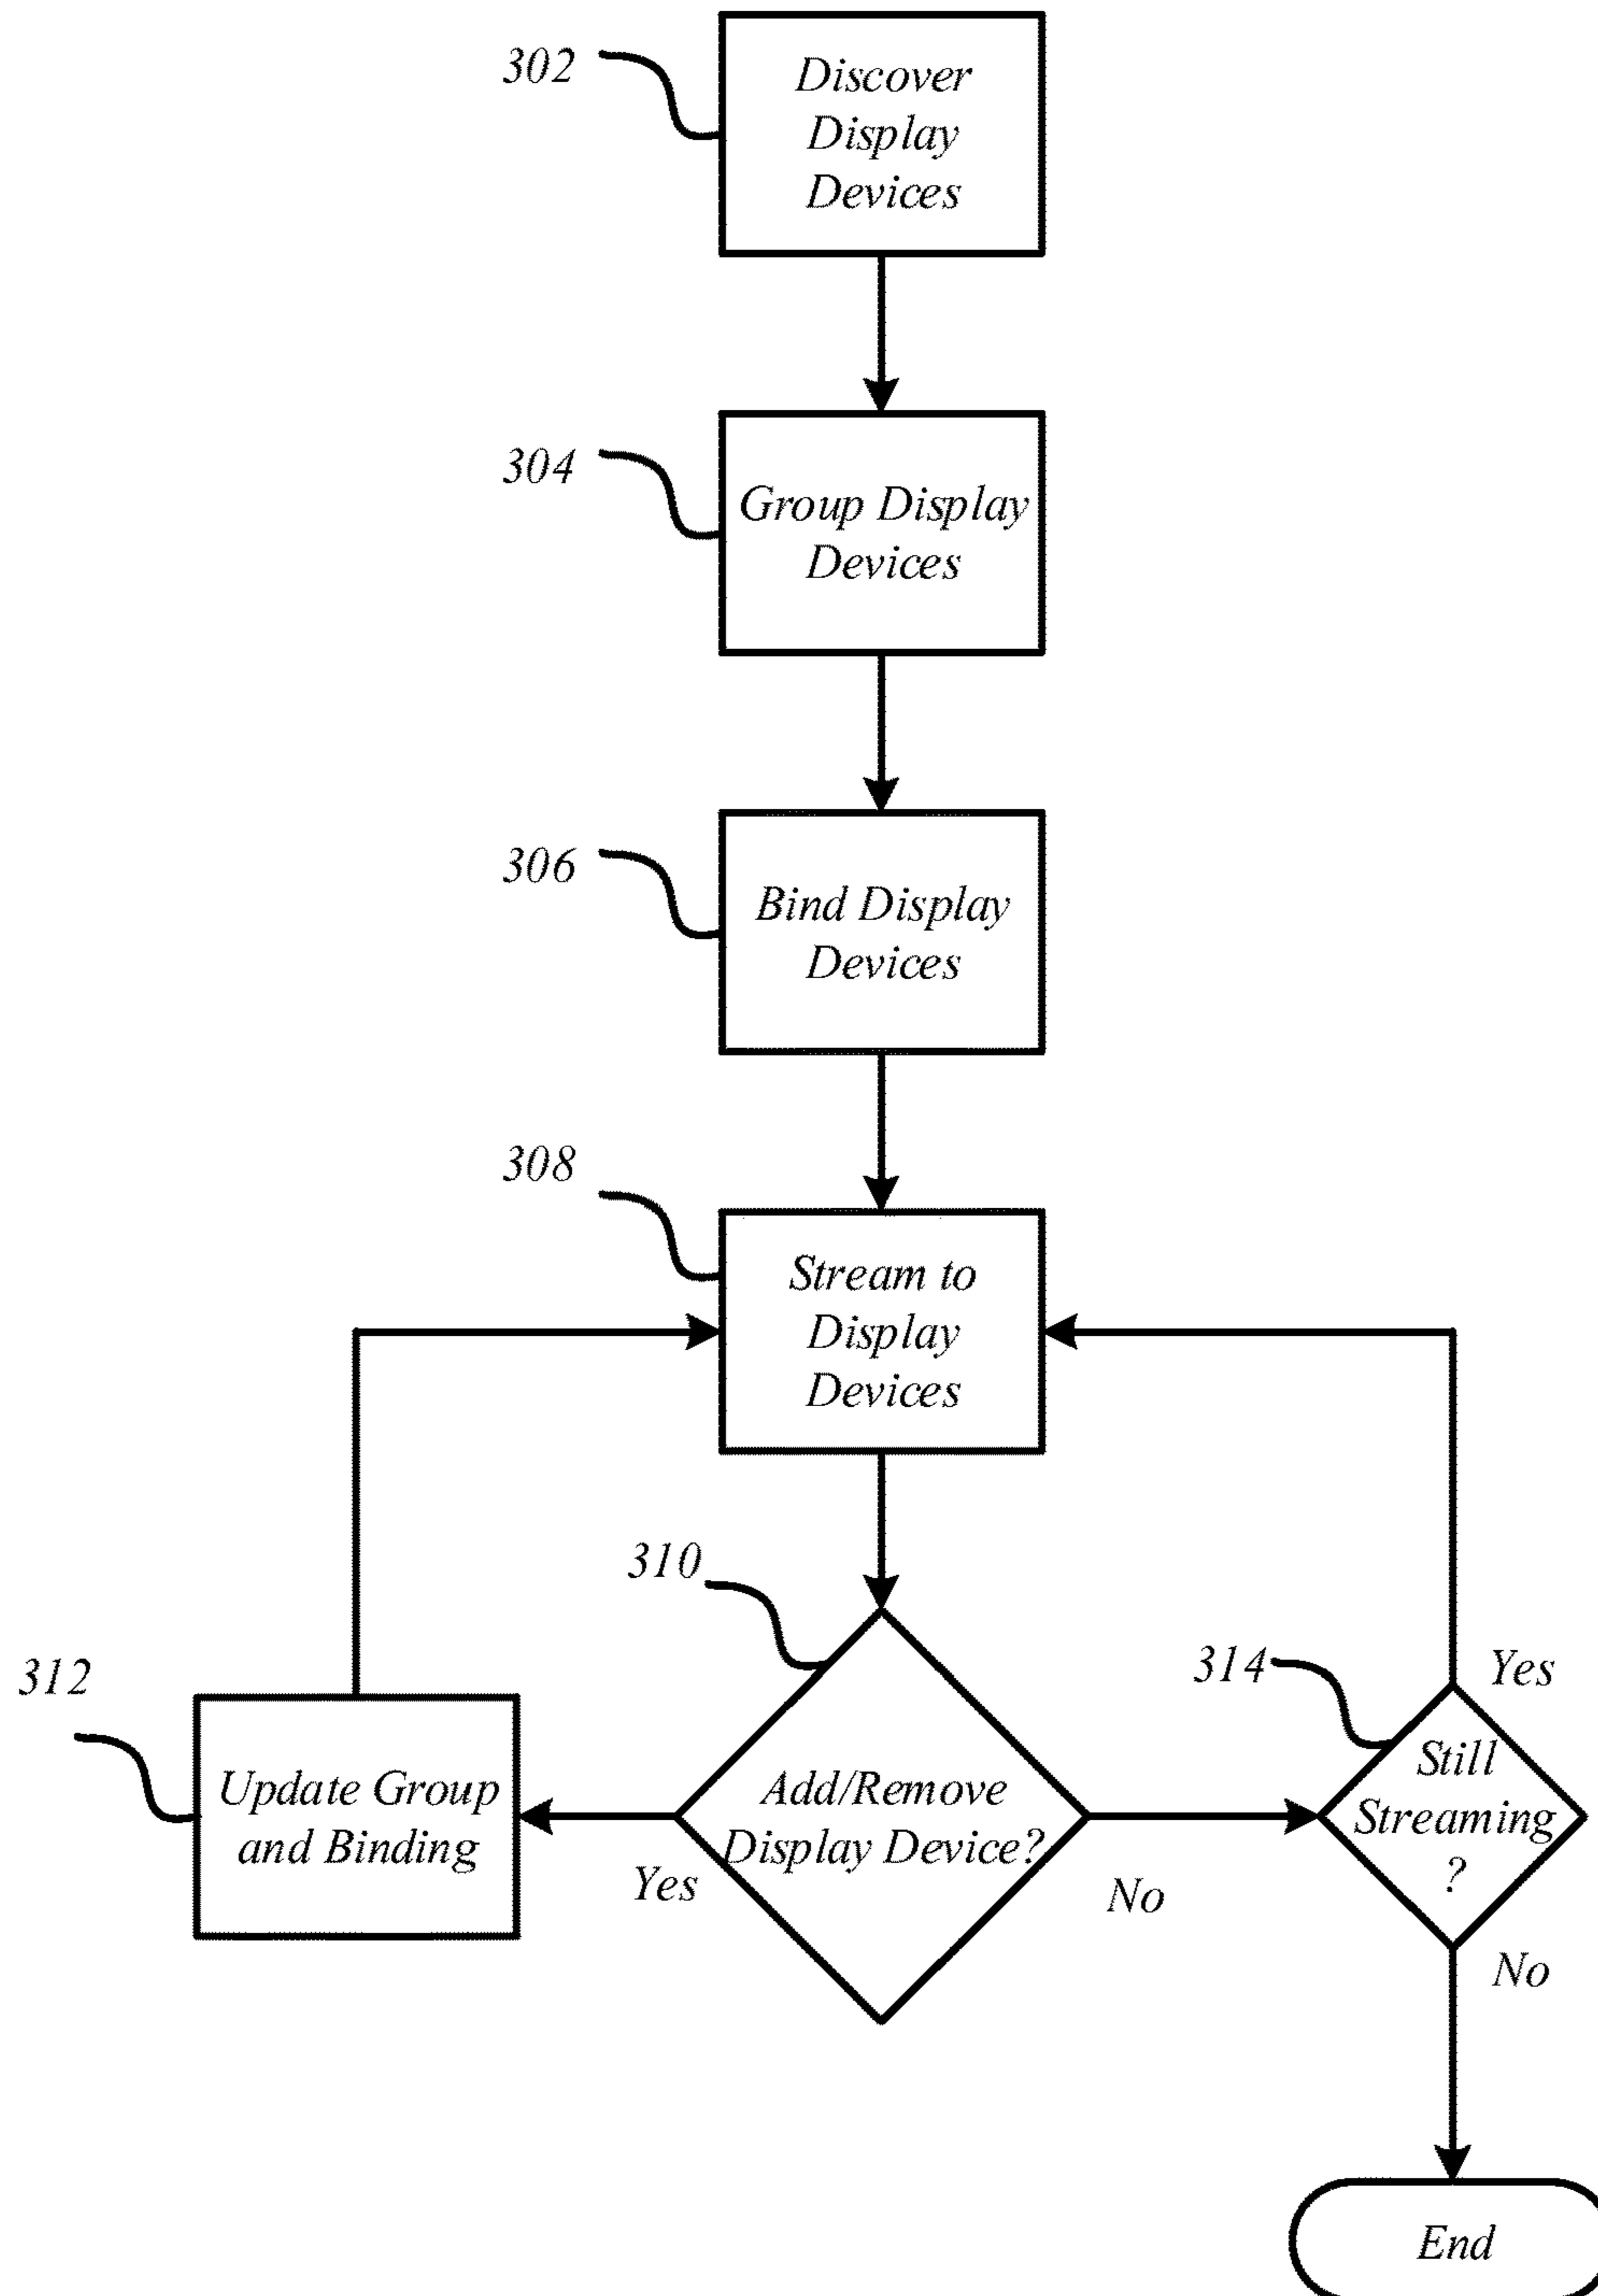 302
Discover
Display
Devices
304
Group Display
Devices
306
Bind Display
Devices
308
Stream to
Display
Devices
310
312
314
Yes
Update Group
and Binding
Add/Remove
Display Device?
Still
Streaming
?
Yes
No
No
End